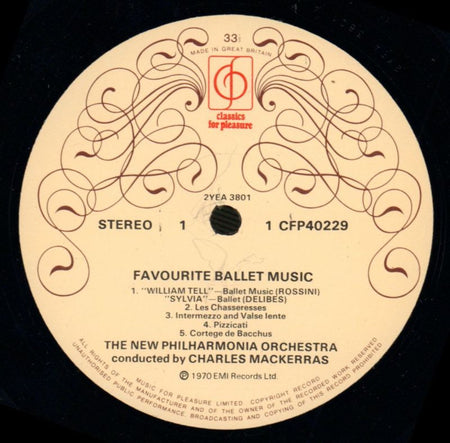 33⅓
MADE IN GREAT BRITAIN
classics
for pleasure
2YEA 3801
STEREO 1 1 CFP40229
FAVOURITE BALLET MUSIC
1. "WILLIAM TELL"—Ballet Music (ROSSINI)
"SYLVIA"—Ballet (DELIBES)
2. Les Chasseresses
3. Intermezzo and Valse lente
4. Pizzicati
5. Cortege de Bacchus
THE NEW PHILHARMONIA ORCHESTRA
conducted by CHARLES MACKERRAS
Ⓟ 1970 EMI Records Ltd.
MUSIC FOR PLEASURE LIMITED. COPYRIGHT RECORD
ALL RIGHTS OF THE MANUFACTURER AND OF THE OWNER OF THE RECORDED WORK RESERVED.
UNAUTHORISED PUBLIC PERFORMANCE, BROADCASTING AND COPYING OF THIS RECORD PROHIBITED